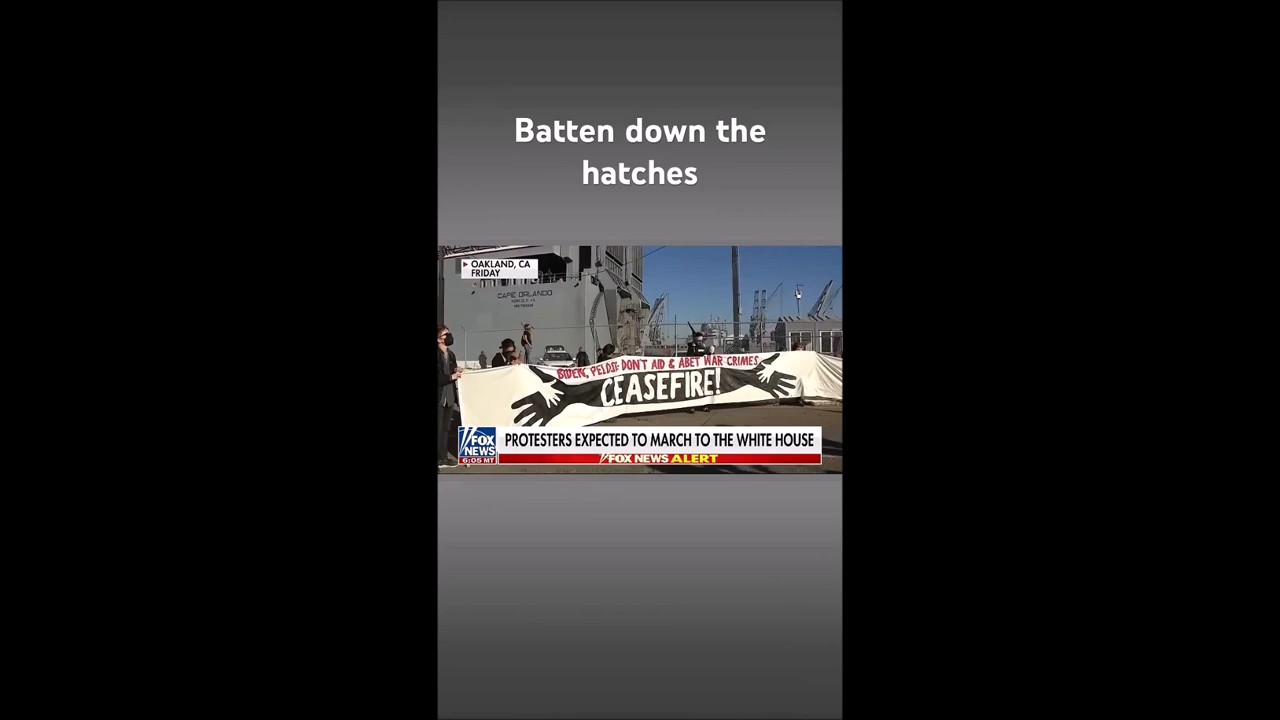 Batten down the
hatches
OAKLAND, CA
FRIDAY
CAPE ORLANDO
BIDEN, PELOSI: DON'T AID & ABET WAR CRIMES
CEASEFIRE!
FOX
NEWS
6:05 MT
PROTESTERS EXPECTED TO MARCH TO THE WHITE HOUSE
FOX NEWS ALERT